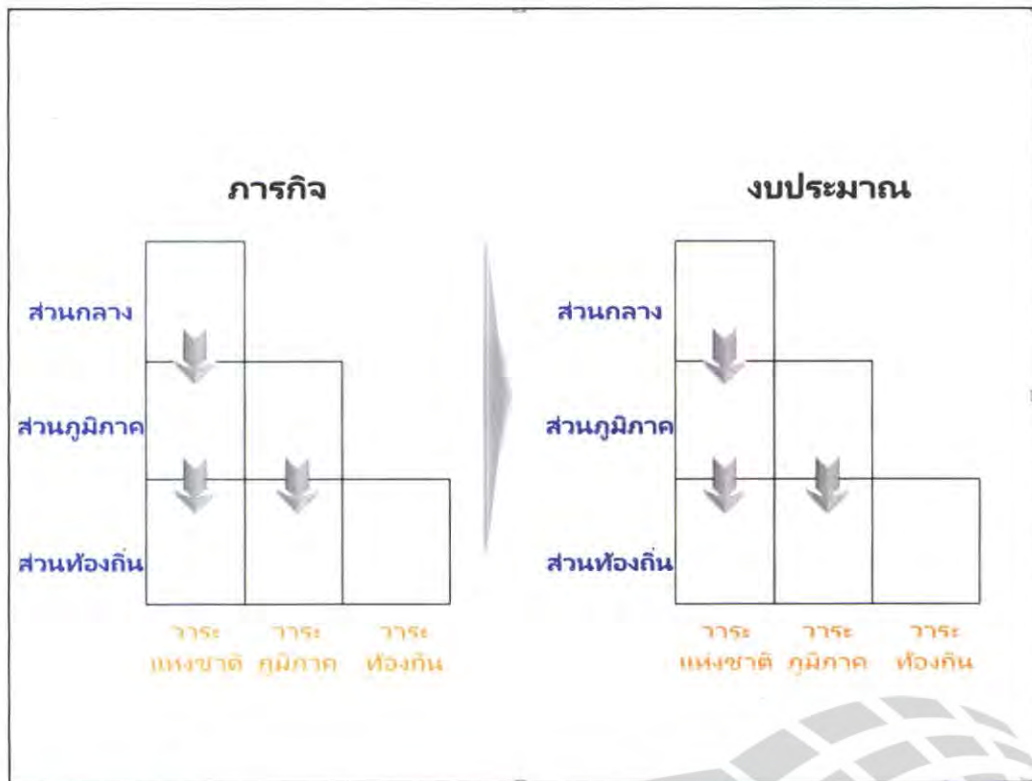 ภารกิจ
ส่วนกลาง
ส่วนภูมิภาค
ส่วนท้องถิ่น
วาระ วาระ วาระ
แห่งชาติ ภูมิภาค ท้องถิ่น
งบประมาณ
ส่วนกลาง
ส่วนภูมิภาค
ส่วนท้องถิ่น
วาระ วาระ วาระ
แห่งชาติ ภูมิภาค ท้องถิ่น